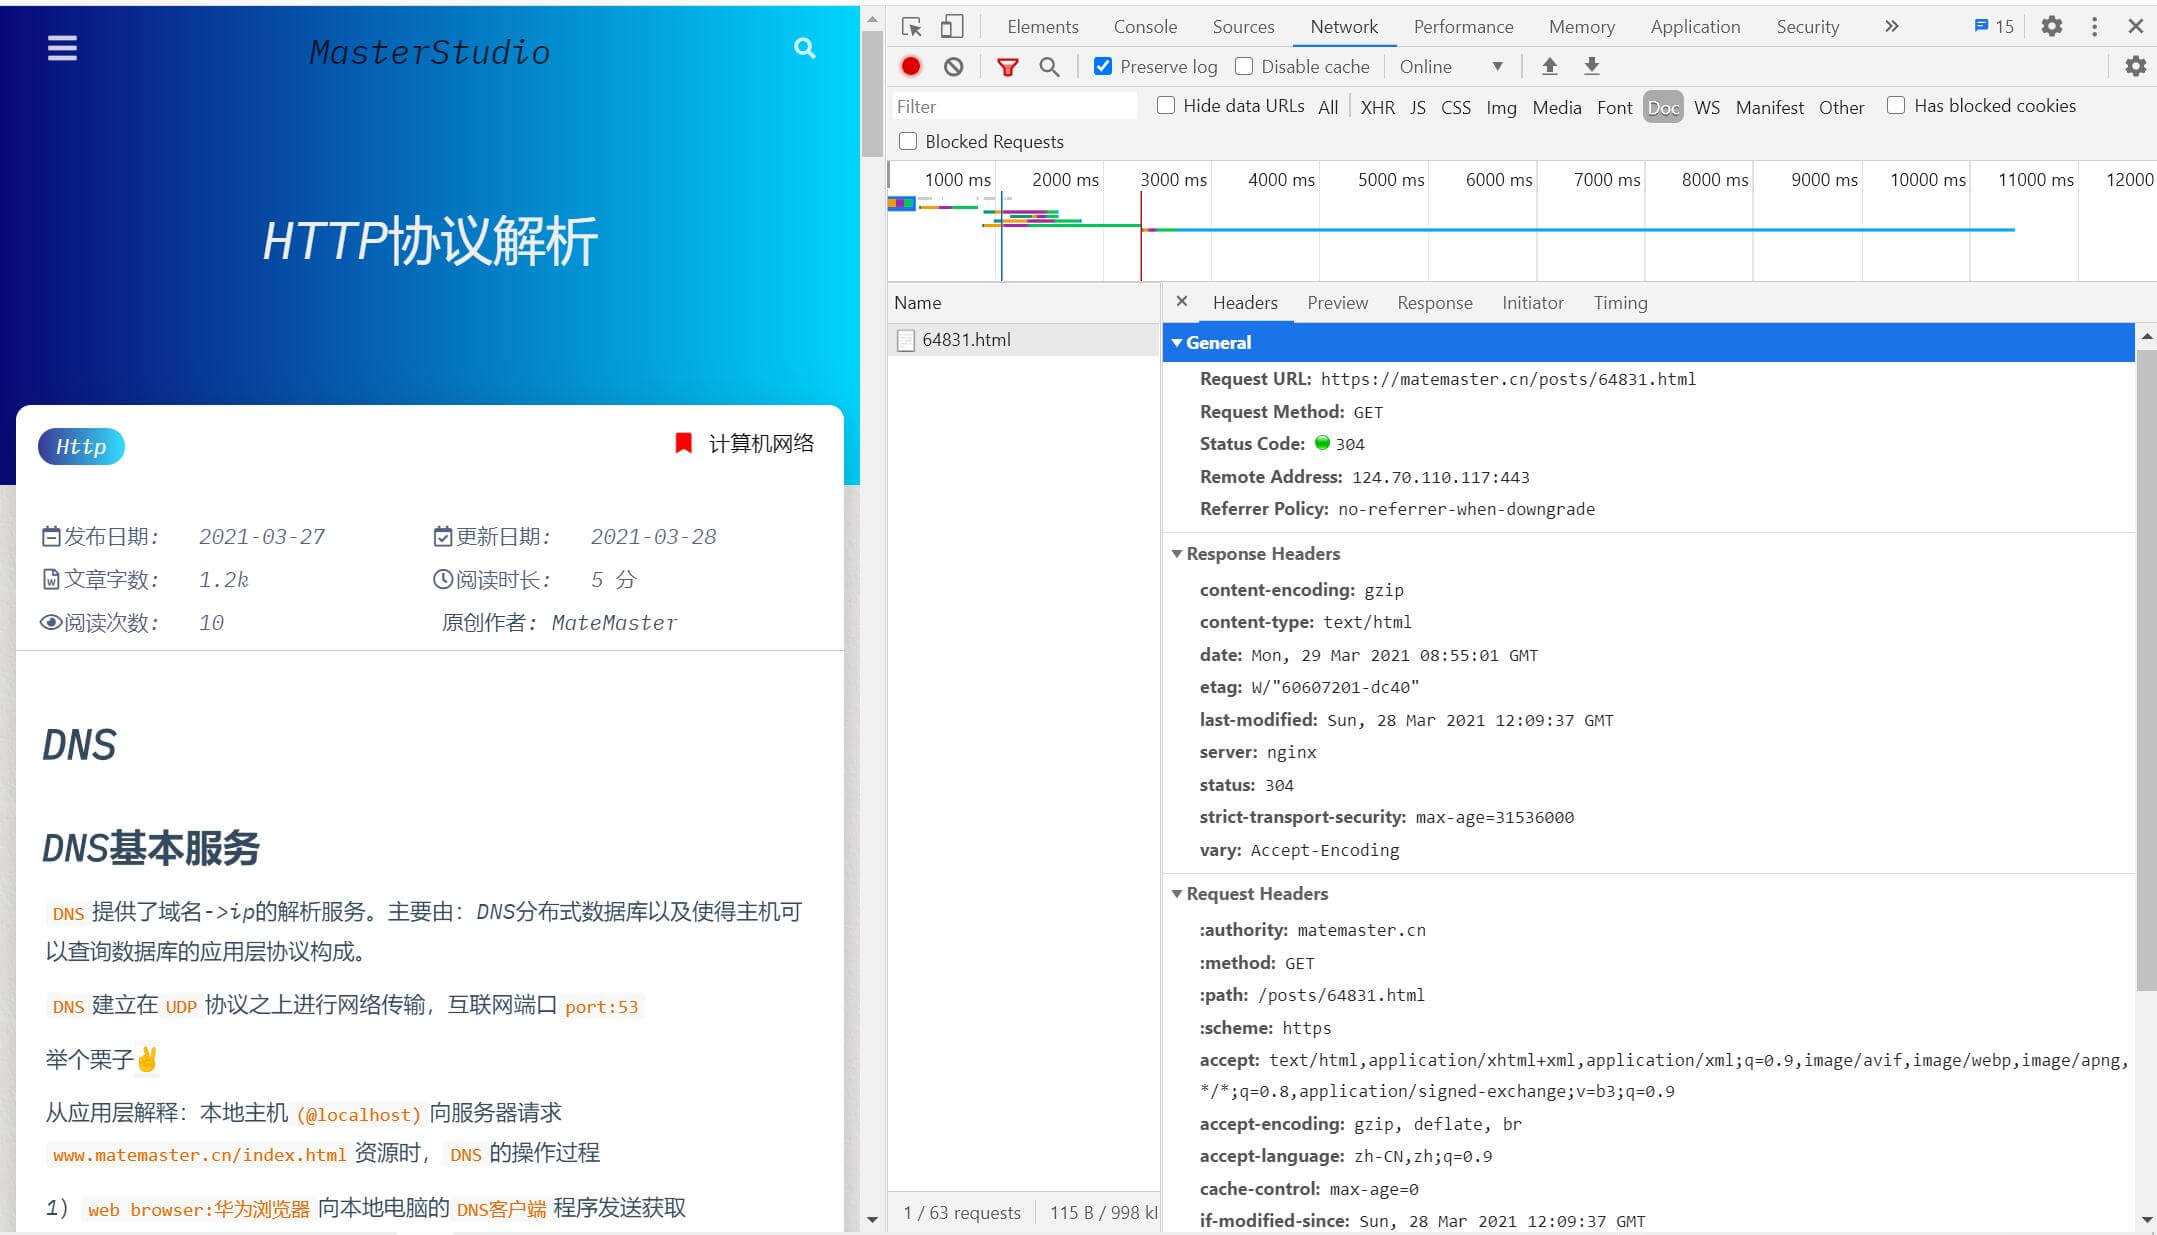 MasterStudio
HTTP协议解析
Http
计算机网络
发布日期: 2021-03-27
更新日期: 2021-03-28
文章字数: 1.2k
阅读时长: 5 分
阅读次数: 10
原创作者: MateMaster
DNS
DNS基本服务
DNS 提供了域名->ip的解析服务。主要由：DNS分布式数据库以及使得主机可
以查询数据库的应用层协议构成。
DNS 建立在 UDP 协议之上进行网络传输，互联网端口 port:53
举个栗子✌
从应用层解释：本地主机 (@localhost) 向服务器请求
www.matemaster.cn/index.html 资源时， DNS 的操作过程
1） web browser:华为浏览器 向本地电脑的 DNS客户端 程序发送获取
Elements Console Sources Network Performance Memory Application Security » 15
Preserve log Disable cache Online
Filter Hide data URLs All XHR JS CSS Img Media Font Doc WS Manifest Other Has blocked cookies
Blocked Requests
1000 ms 2000 ms 3000 ms 4000 ms 5000 ms 6000 ms 7000 ms 8000 ms 9000 ms 10000 ms 11000 ms 12000
Name
64831.html
1 / 63 requests 115 B / 998 k
Headers Preview Response Initiator Timing
General
Request URL: https://matemaster.cn/posts/64831.html
Request Method: GET
Status Code: 304
Remote Address: 124.70.110.117:443
Referrer Policy: no-referrer-when-downgrade
Response Headers
content-encoding: gzip
content-type: text/html
date: Mon, 29 Mar 2021 08:55:01 GMT
etag: W/"60607201-dc40"
last-modified: Sun, 28 Mar 2021 12:09:37 GMT
server: nginx
status: 304
strict-transport-security: max-age=31536000
vary: Accept-Encoding
Request Headers
:authority: matemaster.cn
:method: GET
:path: /posts/64831.html
:scheme: https
accept: text/html,application/xhtml+xml,application/xml;q=0.9,image/avif,image/webp,image/apng,
*/*;q=0.8,application/signed-exchange;v=b3;q=0.9
accept-encoding: gzip, deflate, br
accept-language: zh-CN,zh;q=0.9
cache-control: max-age=0
if-modified-since: Sun, 28 Mar 2021 12:09:37 GMT